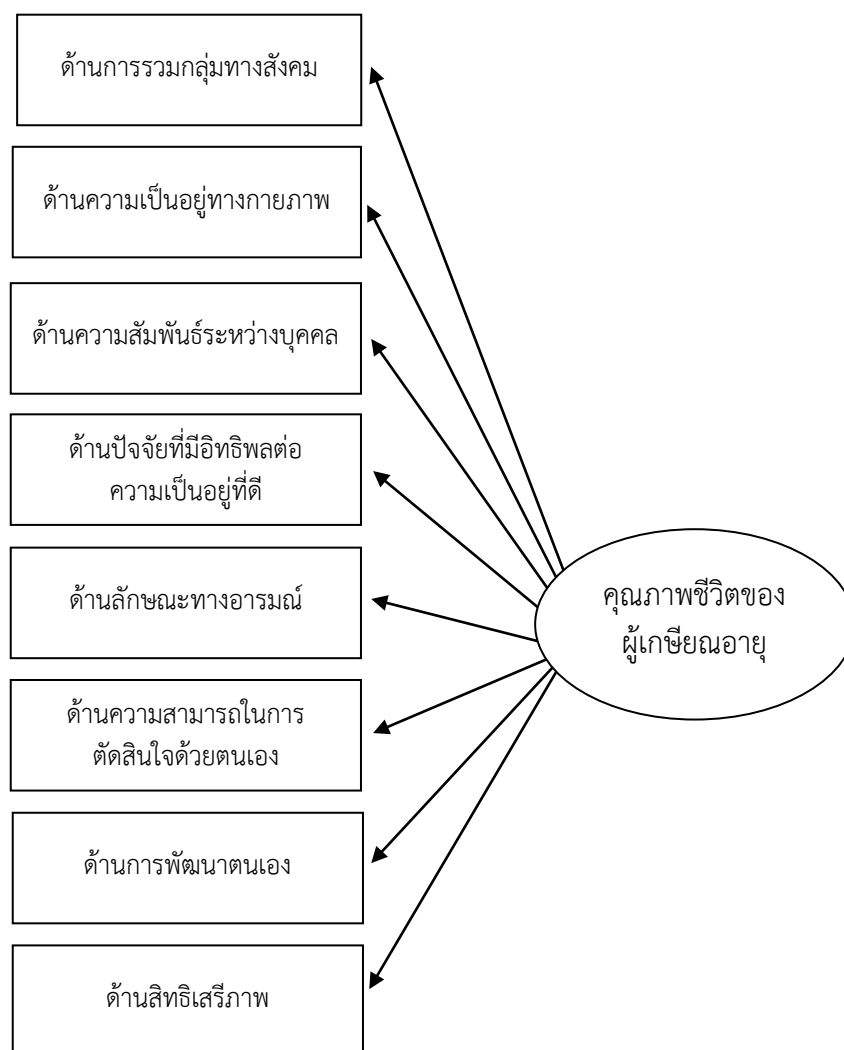 ด้านการรวมกลุ่มทางสังคม
ด้านความเป็นอยู่ทางกายภาพ
ด้านความสัมพันธ์ระหว่างบุคคล
ด้านปัจจัยที่มีอิทธิพลต่อ
ความเป็นอยู่ที่ดี
ด้านลักษณะทางอารมณ์
ด้านความสามารถในการ
ตัดสินใจด้วยตนเอง
ด้านการพัฒนาตนเอง
ด้านสิทธิเสรีภาพ
คุณภาพชีวิตของ
ผู้เกษียณอายุ